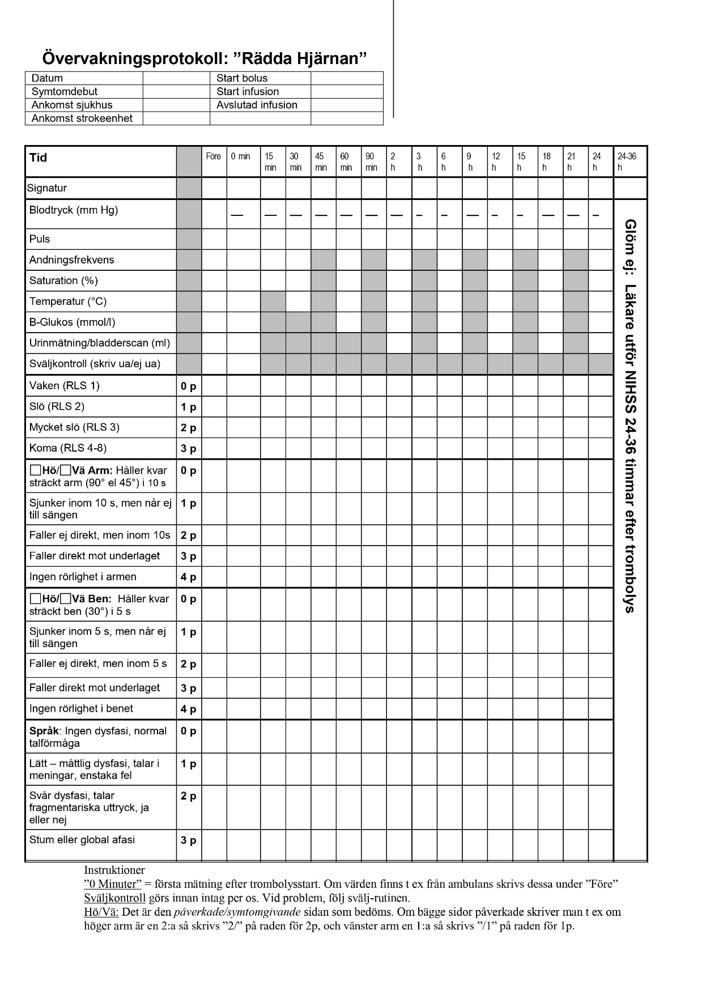 Övervakningsprotokoll: ”Rädda Hjärnan”
Datum Start bolus
Symtomdebut Start infusion
Ankomst sjukhus Avslutad infusion
Ankomst strokeenhet
Tid Före 0 min 15 min 30 min 45 min 60 min 90 min 2 h 3 h 6 h 9 h 12 h 15 h 18 h 21 h 24 h 24-36 h
Signatur
Blodtryck (mm Hg) — — — — — — — – – — – – — — –
Puls
Andningsfrekvens
Saturation (%)
Temperatur (°C)
B-Glukos (mmol/l)
Urinmätning/bladderscan (ml)
Sväljkontroll (skriv ua/ej ua)
Vaken (RLS 1) 0 p
Slö (RLS 2) 1 p
Mycket slö (RLS 3) 2 p
Koma (RLS 4-8) 3 p
☐Hö/☐Vä Arm: Håller kvar 0 p
sträckt arm (90° el 45°) i 10 s
Sjunker inom 10 s, men når ej 1 p
till sängen
Faller ej direkt, men inom 10s 2 p
Faller direkt mot underlaget 3 p
Ingen rörlighet i armen 4 p
☐Hö/☐Vä Ben: Håller kvar 0 p
sträckt ben (30°) i 5 s
Sjunker inom 5 s, men når ej 1 p
till sängen
Faller ej direkt, men inom 5 s 2 p
Faller direkt mot underlaget 3 p
Ingen rörlighet i benet 4 p
Språk: Ingen dysfasi, normal 0 p
talförmåga
Lätt – måttlig dysfasi, talar i 1 p
meningar, enstaka fel
Svår dysfasi, talar 2 p
fragmentariska uttryck, ja
eller nej
Stum eller global afasi 3 p
Glöm ej: Läkare utför NIHSS 24-36 timmar efter trombolys
Instruktioner
”0 Minuter” = första mätning efter trombolysstart. Om värden finns t ex från ambulans skrivs dessa under ”Före”
Sväljkontroll görs innan intag per os. Vid problem, följ svälj-rutinen.
Hö/Vä: Det är den påverkade/symtomgivande sidan som bedöms. Om bägge sidor påverkade skriver man t ex om
höger arm är en 2:a så skrivs ”2/” på raden för 2p, och vänster arm en 1:a så skrivs ”/1” på raden för 1p.